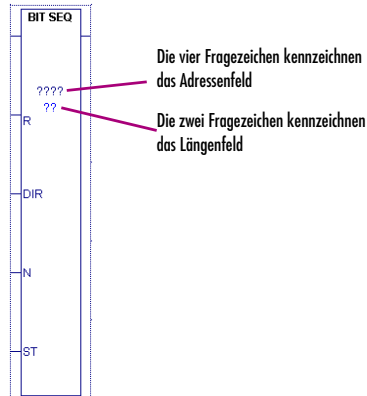 BIT SEQ
????
??
R
DIR
N
ST
Die vier Fragezeichen kennzeichnen
das Adressenfeld
Die zwei Fragezeichen kennzeichnen
das Längenfeld